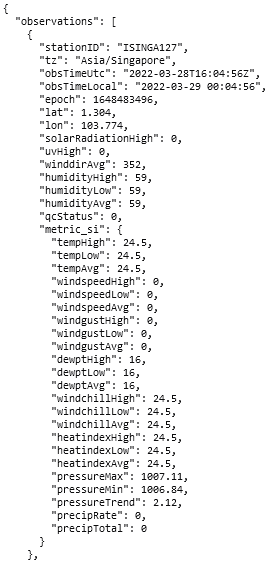 {
  "observations": [
    {
      "stationID": "ISINGA127",
      "tz": "Asia/Singapore",
      "obsTimeUtc": "2022-03-28T16:04:56Z",
      "obsTimeLocal": "2022-03-29 00:04:56",
      "epoch": 1648483496,
      "lat": 1.304,
      "lon": 103.774,
      "solarRadiationHigh": 0,
      "uvHigh": 0,
      "winddirAvg": 352,
      "humidityHigh": 59,
      "humidityLow": 59,
      "humidityAvg": 59,
      "qcStatus": 0,
      "metric_si": {
        "tempHigh": 24.5,
        "tempLow": 24.5,
        "tempAvg": 24.5,
        "windspeedHigh": 0,
        "windspeedLow": 0,
        "windspeedAvg": 0,
        "windgustHigh": 0,
        "windgustLow": 0,
        "windgustAvg": 0,
        "dewptHigh": 16,
        "dewptLow": 16,
        "dewptAvg": 16,
        "windchillHigh": 24.5,
        "windchillLow": 24.5,
        "windchillAvg": 24.5,
        "heatindexHigh": 24.5,
        "heatindexLow": 24.5,
        "heatindexAvg": 24.5,
        "pressureMax": 1007.11,
        "pressureMin": 1006.84,
        "pressureTrend": 2.12,
        "precipRate": 0,
        "precipTotal": 0
      }
    },